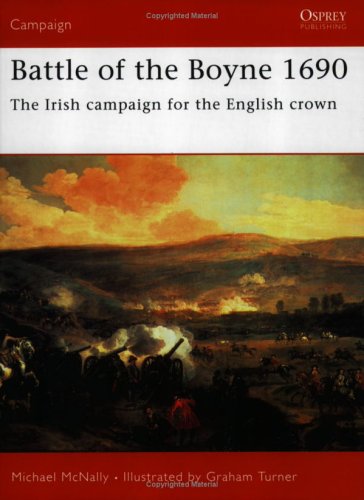 Copyrighted Material
Campaign
OSPREY
PUBLISHING
Battle of the Boyne 1690
The Irish campaign for the English crown
Michael McNally • Illustrated by Graham Turner
Copyrighted Material